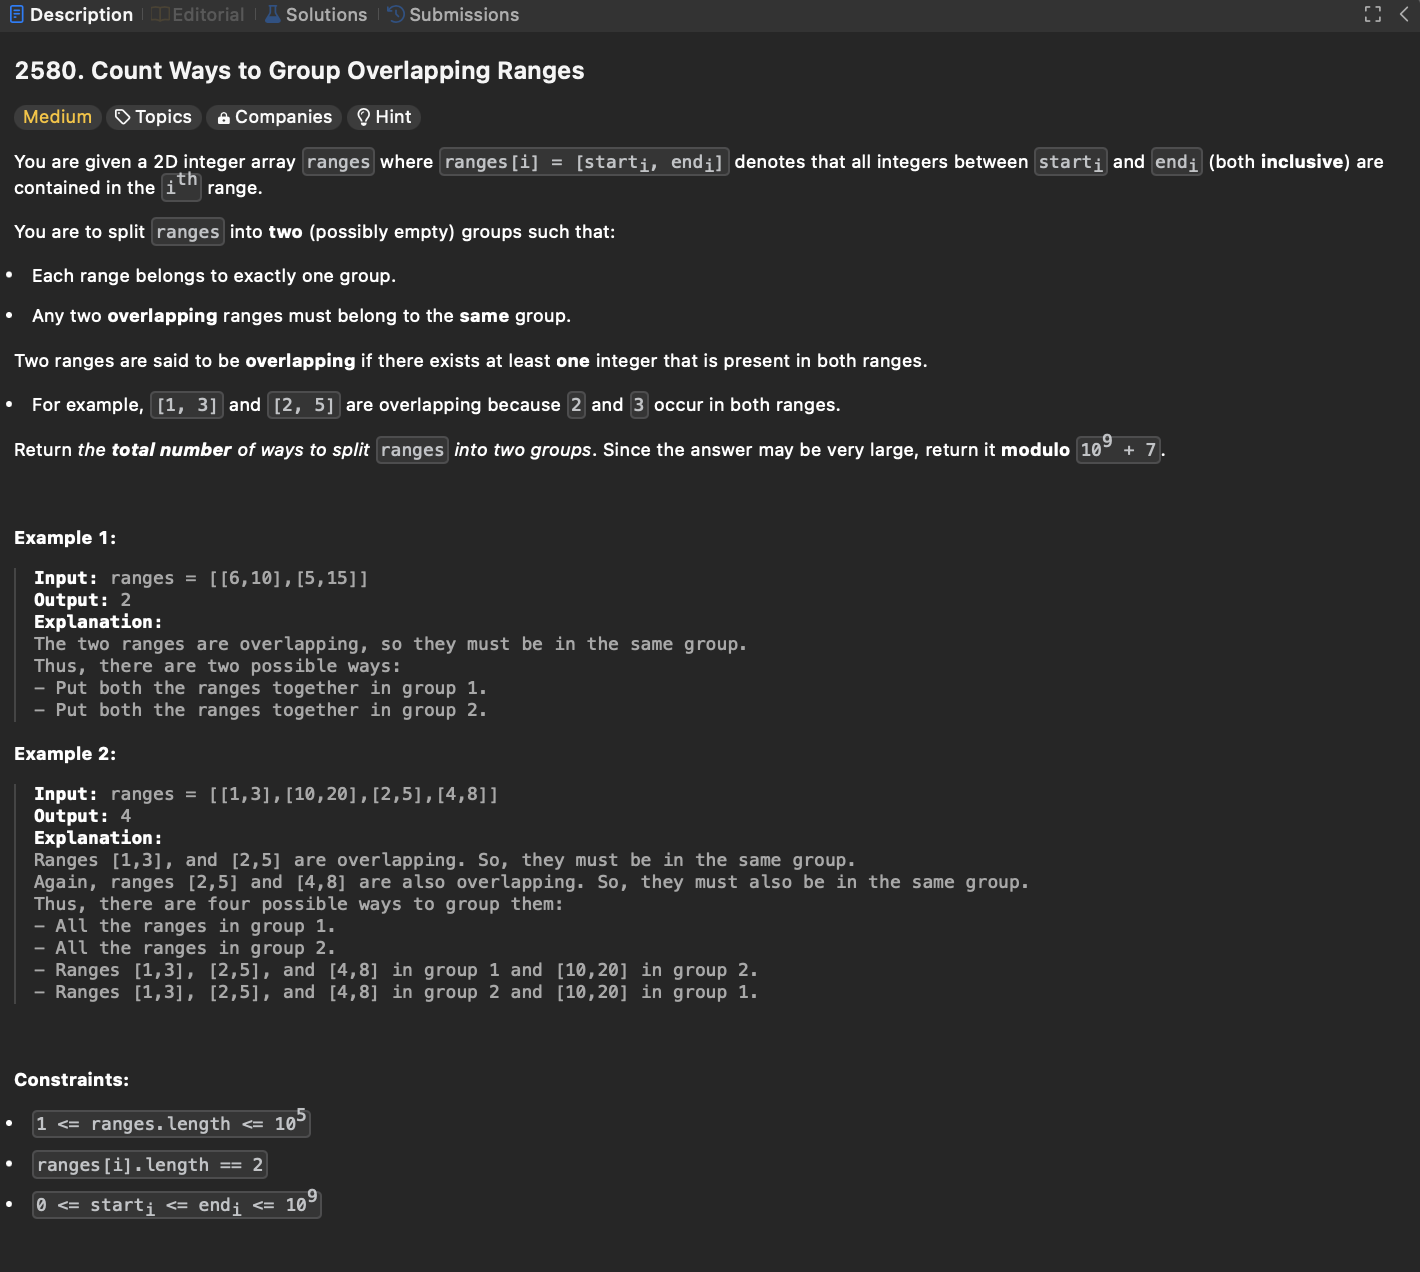 Description Editorial Solutions Submissions
2580. Count Ways to Group Overlapping Ranges
Medium Topics Companies Hint
You are given a 2D integer array ranges where ranges[i] = [starti, endi] denotes that all integers between starti and endi (both inclusive) are
contained in the ith range.
You are to split ranges into two (possibly empty) groups such that:
• Each range belongs to exactly one group.
• Any two overlapping ranges must belong to the same group.
Two ranges are said to be overlapping if there exists at least one integer that is present in both ranges.
• For example, [1, 3] and [2, 5] are overlapping because 2 and 3 occur in both ranges.
Return the total number of ways to split ranges into two groups. Since the answer may be very large, return it modulo 10^9 + 7.
Example 1:
Input: ranges = [[6,10],[5,15]]
Output: 2
Explanation:
The two ranges are overlapping, so they must be in the same group.
Thus, there are two possible ways:
- Put both the ranges together in group 1.
- Put both the ranges together in group 2.
Example 2:
Input: ranges = [[1,3],[10,20],[2,5],[4,8]]
Output: 4
Explanation:
Ranges [1,3], and [2,5] are overlapping. So, they must be in the same group.
Again, ranges [2,5] and [4,8] are also overlapping. So, they must also be in the same group.
Thus, there are four possible ways to group them:
- All the ranges in group 1.
- All the ranges in group 2.
- Ranges [1,3], [2,5], and [4,8] in group 1 and [10,20] in group 2.
- Ranges [1,3], [2,5], and [4,8] in group 2 and [10,20] in group 1.
Constraints:
• 1 <= ranges.length <= 10^5
• ranges[i].length == 2
• 0 <= starti <= endi <= 10^9